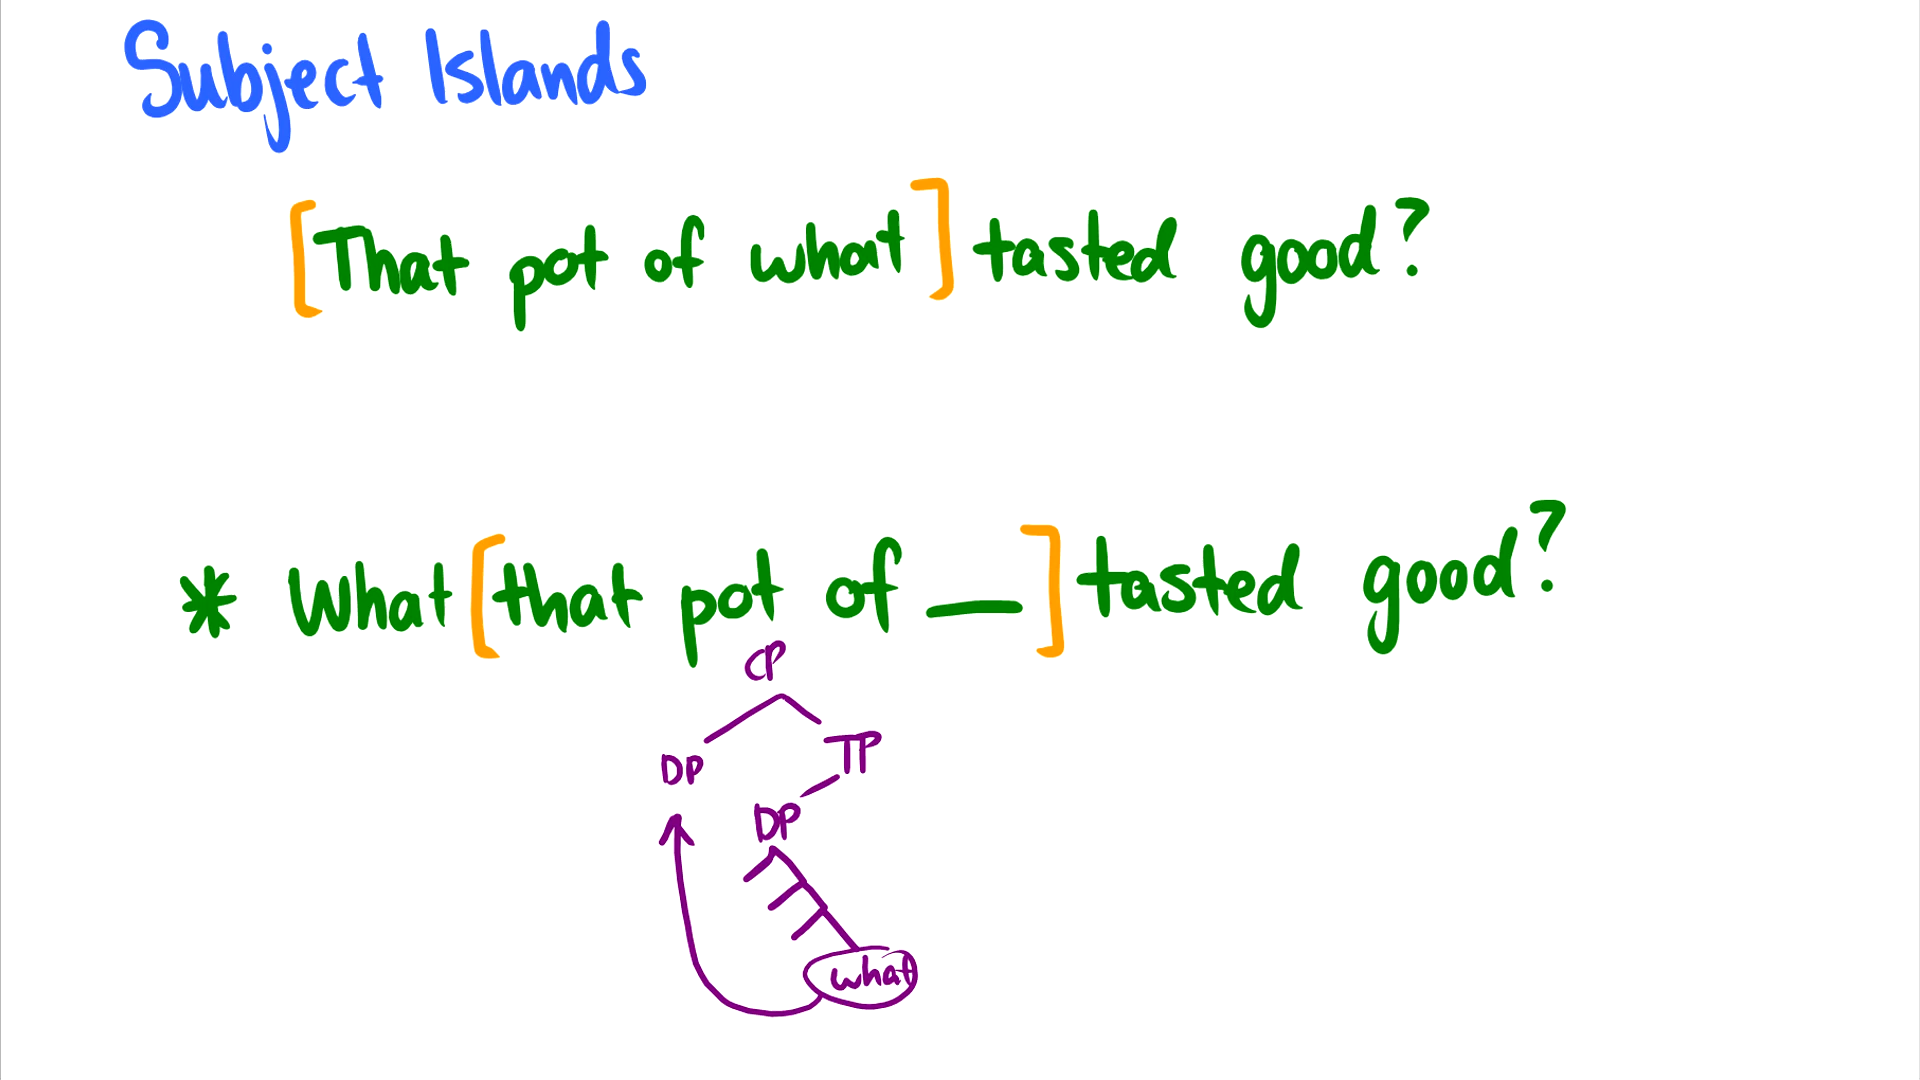 Subject Islands
[That pot of what] tasted good?
* What [that pot of __] tasted good?
CP
DP TP
DP
what